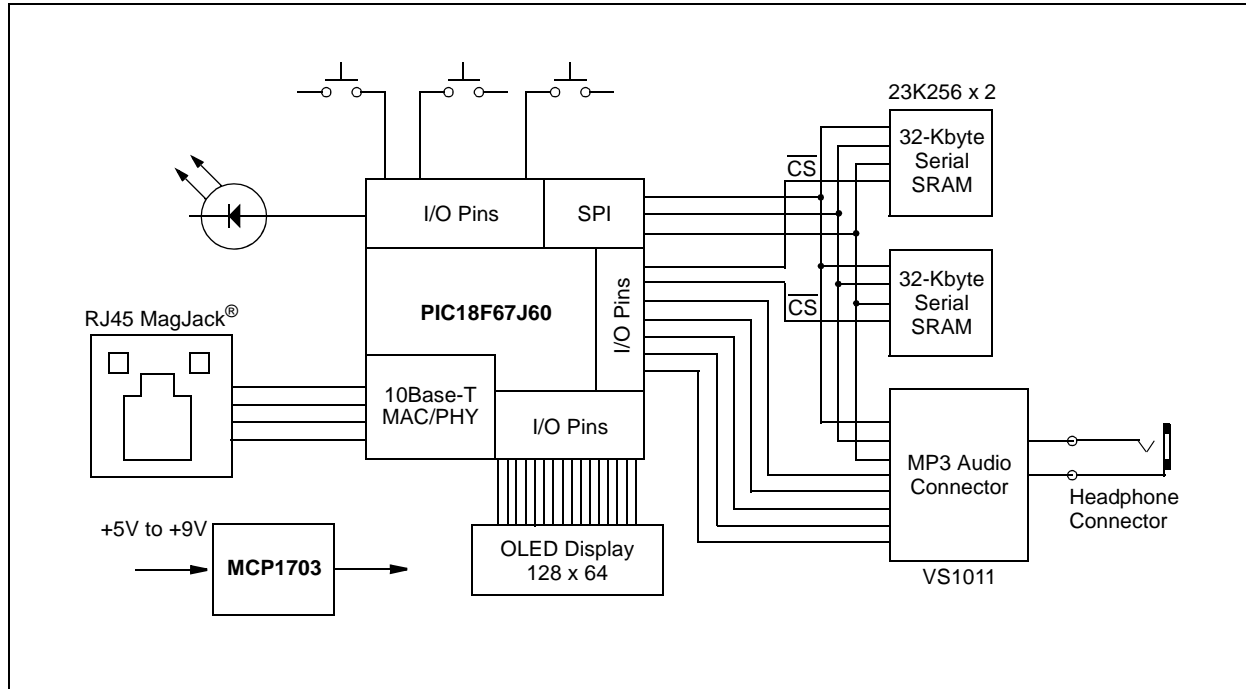 23K256 x 2
32-Kbyte
Serial
SRAM
CS
I/O Pins
SPI
PIC18F67J60
I/O Pins
CS
32-Kbyte
Serial
SRAM
RJ45 MagJack®
10Base-T
MAC/PHY
I/O Pins
MP3 Audio
Connector
Headphone
Connector
VS1011
+5V to +9V
MCP1703
OLED Display
128 x 64